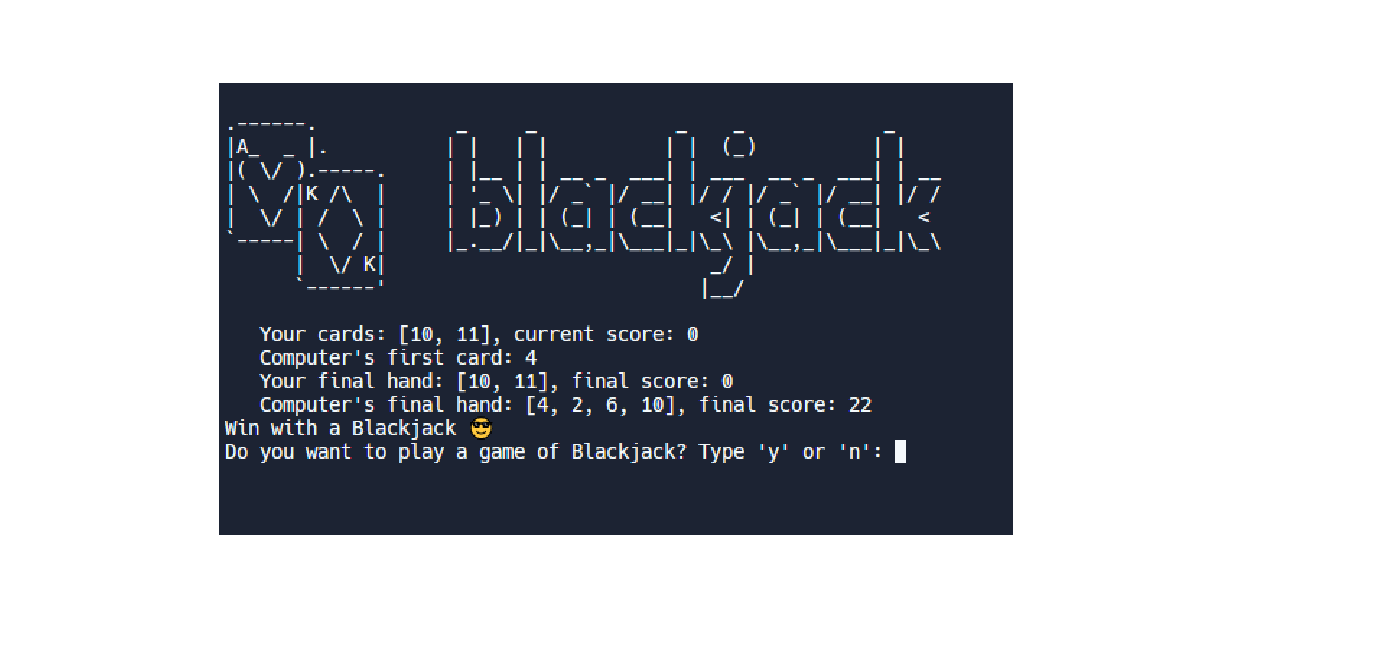 blackjack
A
K
K
Your cards: [10, 11], current score: 0
Computer's first card: 4
Your final hand: [10, 11], final score: 0
Computer's final hand: [4, 2, 6, 10], final score: 22
Win with a Blackjack 😎
Do you want to play a game of Blackjack? Type 'y' or 'n':